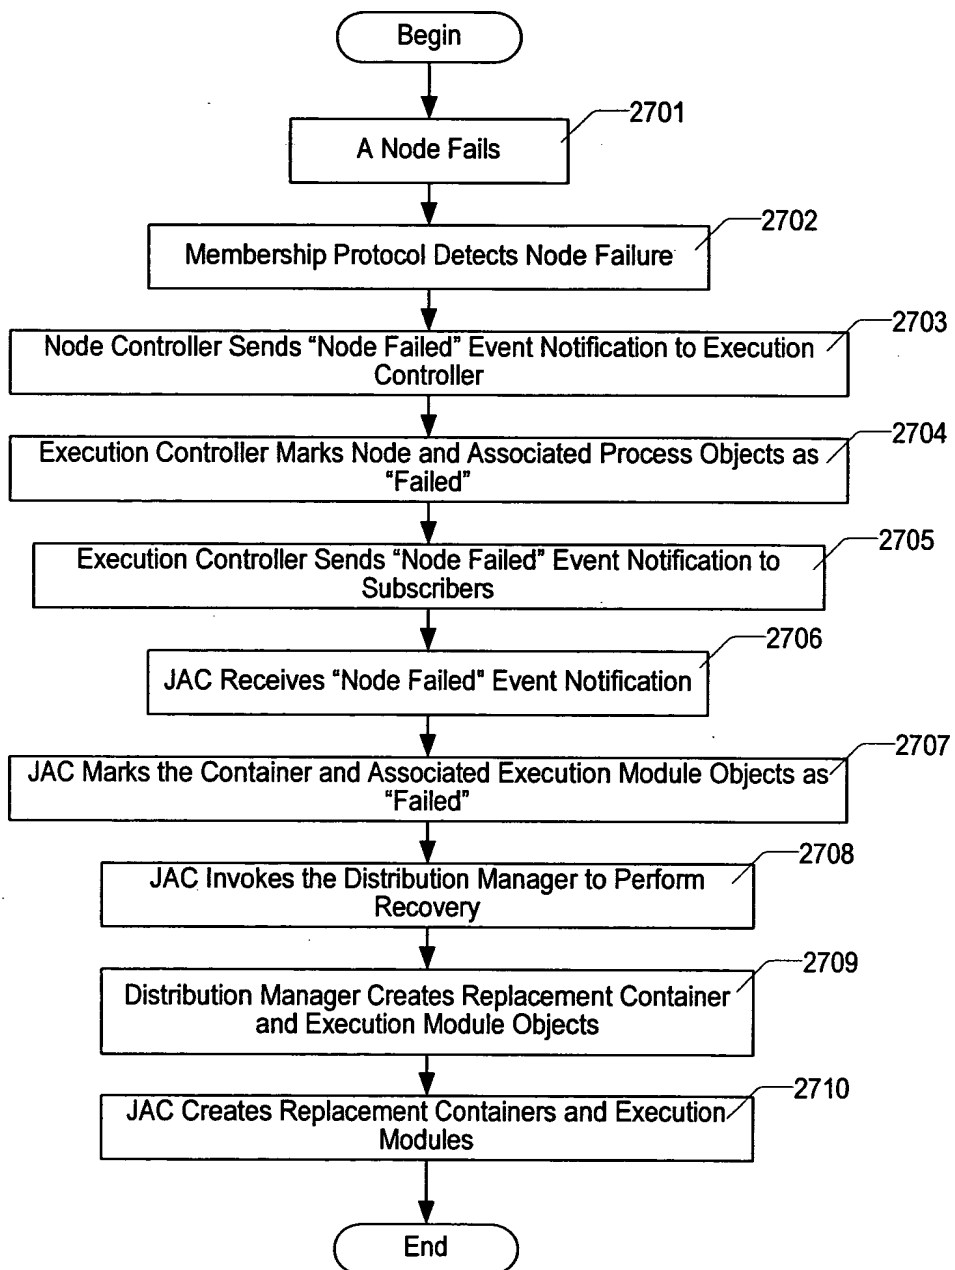 Begin
2701
A Node Fails
2702
Membership Protocol Detects Node Failure
2703
Node Controller Sends “Node Failed” Event Notification to Execution
Controller
2704
Execution Controller Marks Node and Associated Process Objects as
“Failed”
2705
Execution Controller Sends “Node Failed” Event Notification to
Subscribers
2706
JAC Receives “Node Failed” Event Notification
2707
JAC Marks the Container and Associated Execution Module Objects as
“Failed”
2708
JAC Invokes the Distribution Manager to Perform
Recovery
2709
Distribution Manager Creates Replacement Container
and Execution Module Objects
2710
JAC Creates Replacement Containers and Execution
Modules
End